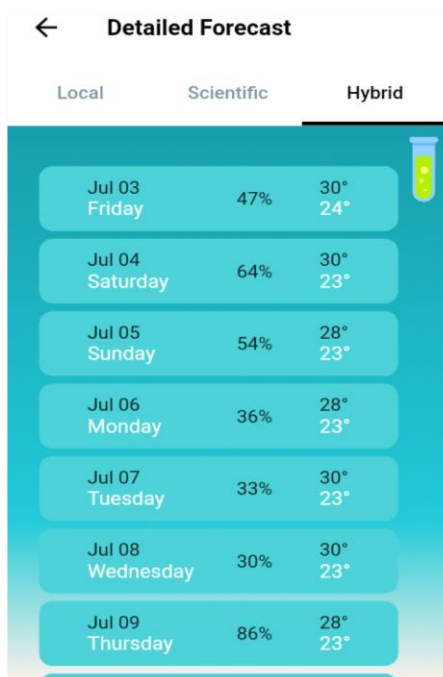 Detailed Forecast
Local Scientific Hybrid
Jul 03
Friday
47%
30°
24°
Jul 04
Saturday
64%
30°
23°
Jul 05
Sunday
54%
28°
23°
Jul 06
Monday
36%
28°
23°
Jul 07
Tuesday
33%
30°
23°
Jul 08
Wednesday
30%
30°
23°
Jul 09
Thursday
86%
28°
23°